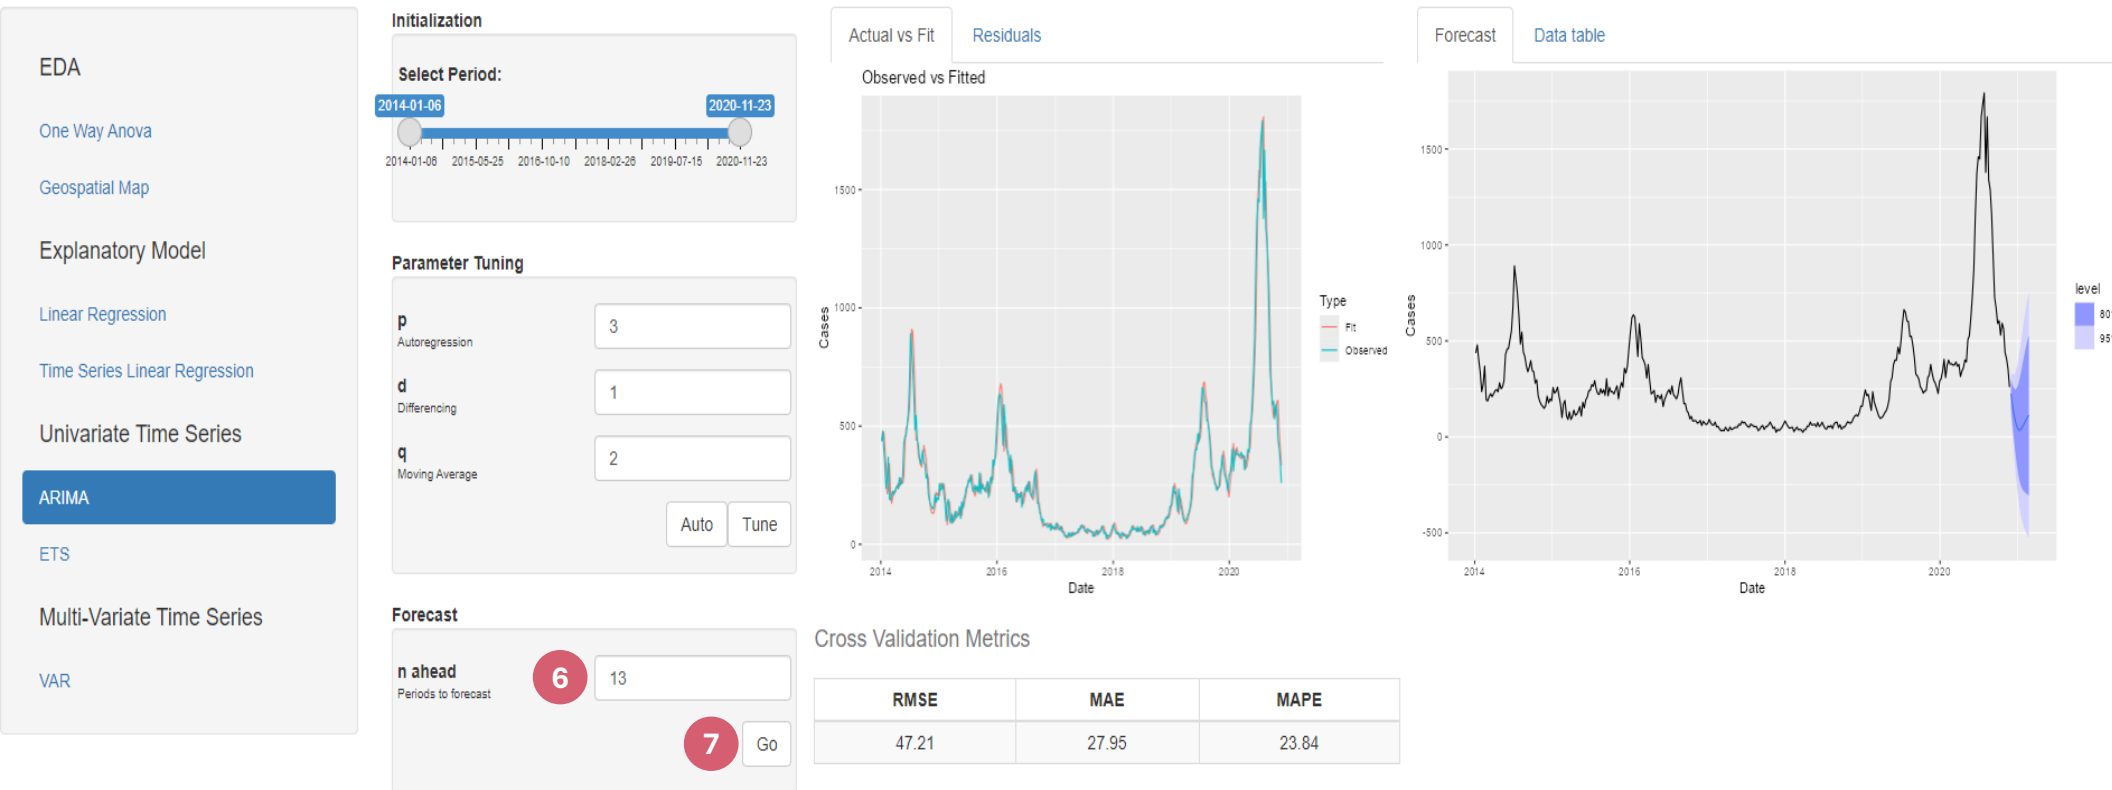 EDA
One Way Anova
Geospatial Map
Explanatory Model
Linear Regression
Time Series Linear Regression
Univariate Time Series
ARIMA
ETS
Multi-Variate Time Series
VAR
Initialization
Select Period:
2014-01-06 2020-11-23
2014-01-06 2015-05-25 2016-10-10 2018-02-26 2019-07-15 2020-11-23
Parameter Tuning
p
Autoregression
3
d
Differencing
1
q
Moving Average
2
Auto Tune
Forecast
n ahead
Periods to forecast
6
13
7
Go
Actual vs Fit Residuals
Observed vs Fitted
1500
1000
500
0
Cases
2014 2016 2018 2020
Date
Type
Fit
Observed
Cross Validation Metrics
RMSE MAE MAPE
47.21 27.95 23.84
Forecast Data table
1500
1000
500
0
-500
Cases
2014 2016 2018 2020
Date
level
80
95